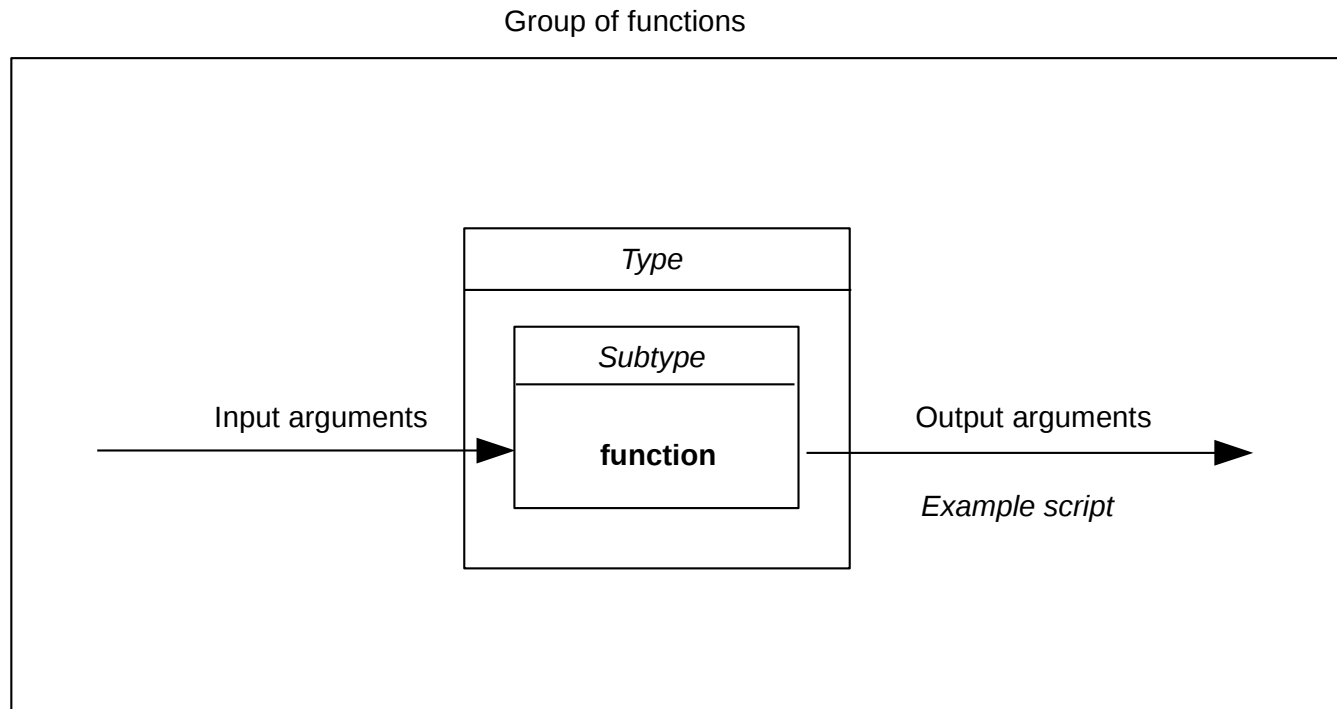 Group of functions
Type
Subtype
Input arguments
function
Output arguments
Example script